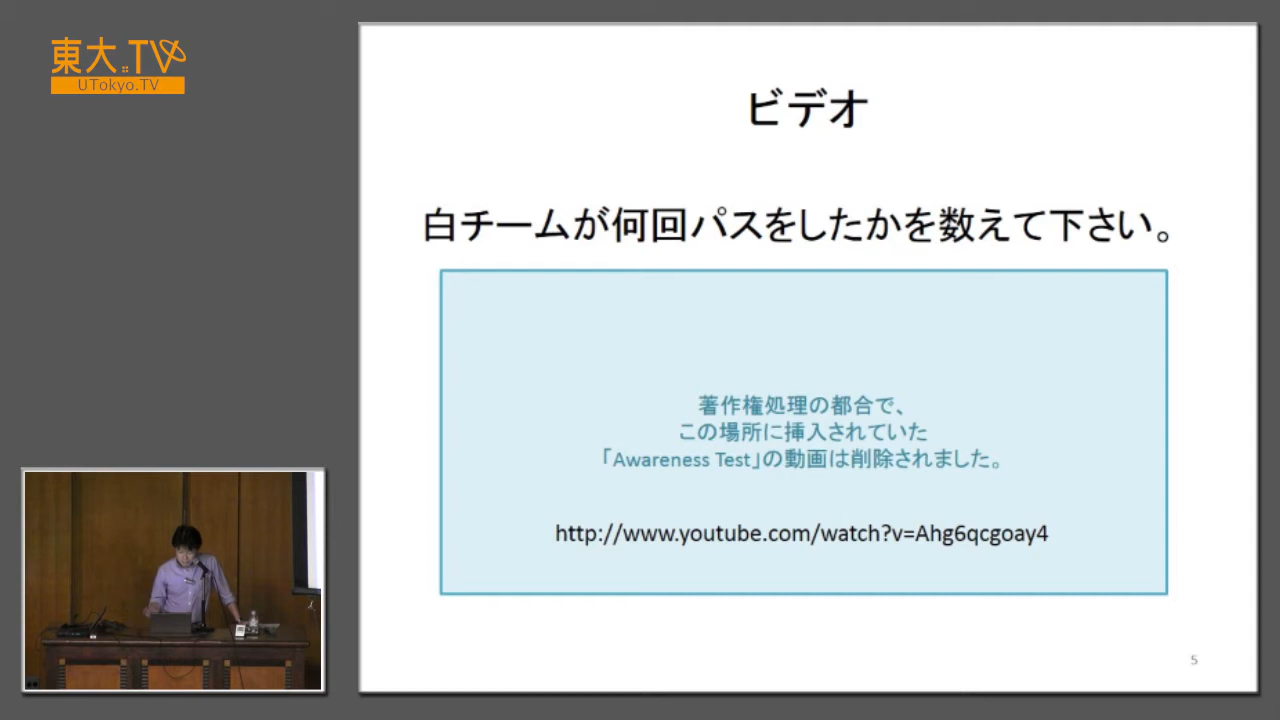 東大.TV
UTokyo.TV
ビデオ
白チームが何回パスをしたかを数えて下さい。
著作権処理の都合で、
この場所に挿入されていた
「Awareness Test」の動画は削除されました。
http://www.youtube.com/watch?v=Ahg6qcgoay4
5